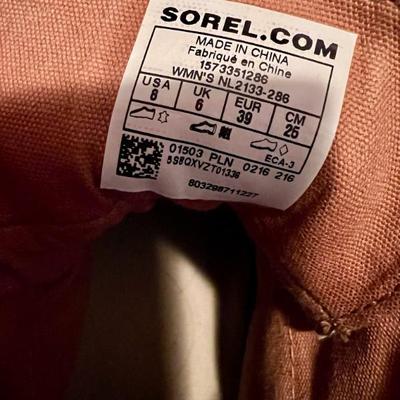 SOREL.COM
MADE IN CHINA
Fabriqué en Chine
1573351286
WMN'S NL2133-286
USA UK EUR CM
8 6 39 25
ECA-3
01503 PLN 0216 216
803298711227